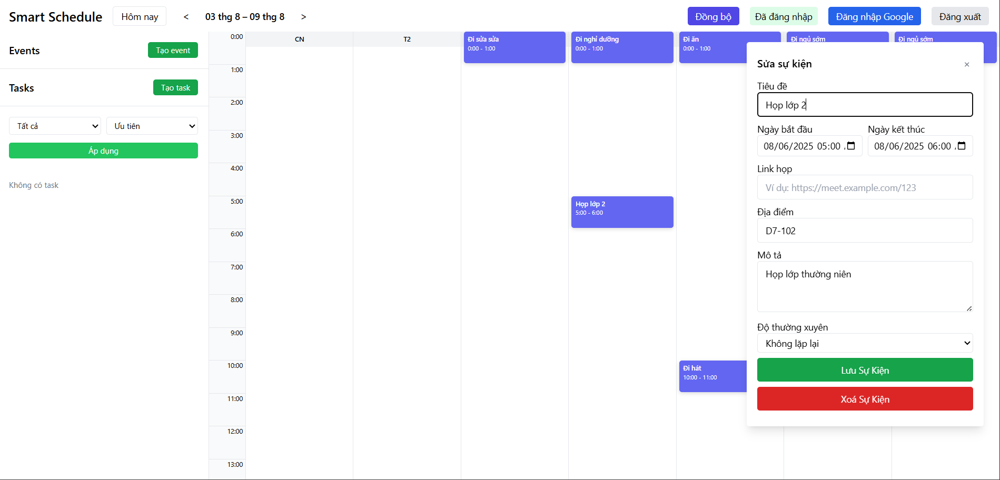 Smart Schedule
Hôm nay
<
03 thg 8 – 09 thg 8
>
Đồng bộ
Đã đăng nhập
Đăng nhập Google
Đăng xuất
Events
Tạo event
Tasks
Tạo task
Tất cả
Ưu tiên
Áp dụng
Không có task
0:00
1:00
2:00
3:00
4:00
5:00
6:00
7:00
8:00
9:00
10:00
11:00
12:00
13:00
CN
T2
Đi sửa sửa
0:00 - 1:00
Đi nghỉ dưỡng
0:00 - 1:00
Họp lớp 2
5:00 - 6:00
Đi ăn
0:00 - 1:00
Đi hát
10:00 - 11:00
Đi ngủ sớm
Đi ngủ sớm
Sửa sự kiện
×
Tiêu đề
Họp lớp 2
Ngày bắt đầu
08/06/2025 05:00
Ngày kết thúc
08/06/2025 06:00
Link họp
Ví dụ: https://meet.example.com/123
Địa điểm
D7-102
Mô tả
Họp lớp thường niên
Độ thường xuyên
Không lặp lại
Lưu Sự Kiện
Xoá Sự Kiện